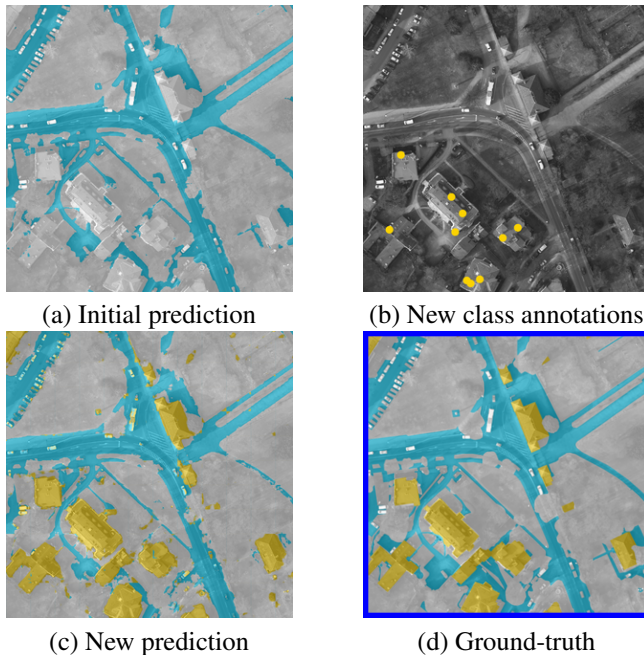 (a) Initial prediction
(b) New class annotations
(c) New prediction
(d) Ground-truth